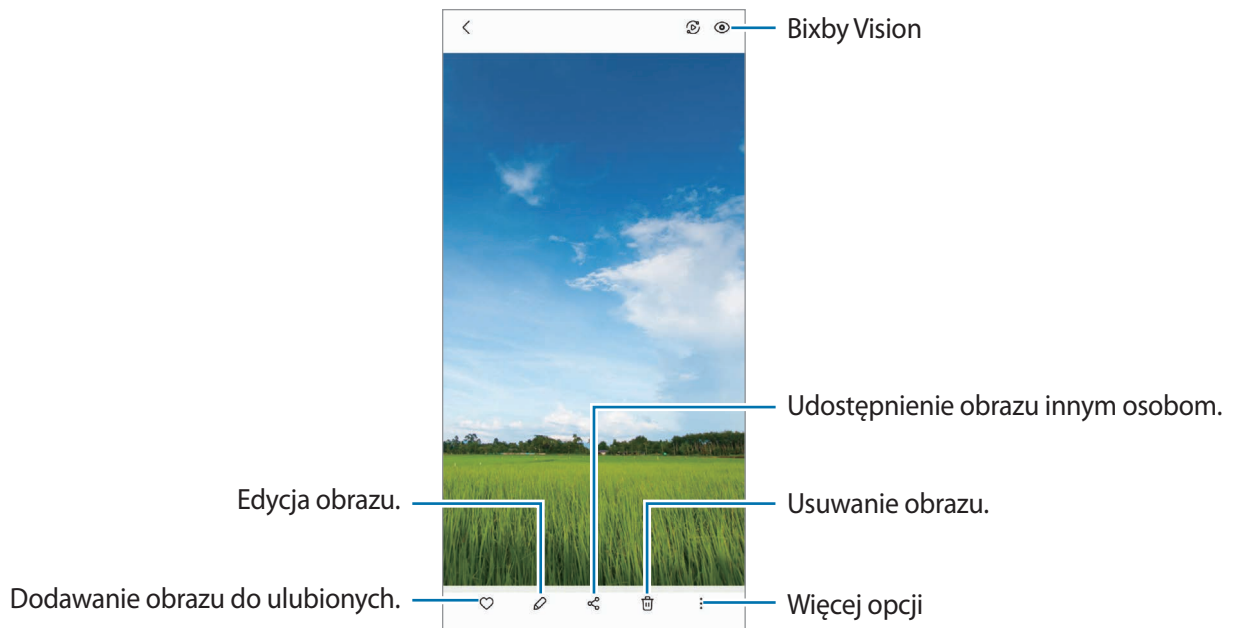 Bixby Vision
Udostępnienie obrazu innym osobom.
Edycja obrazu.
Usuwanie obrazu.
Dodawanie obrazu do ulubionych.
Więcej opcji